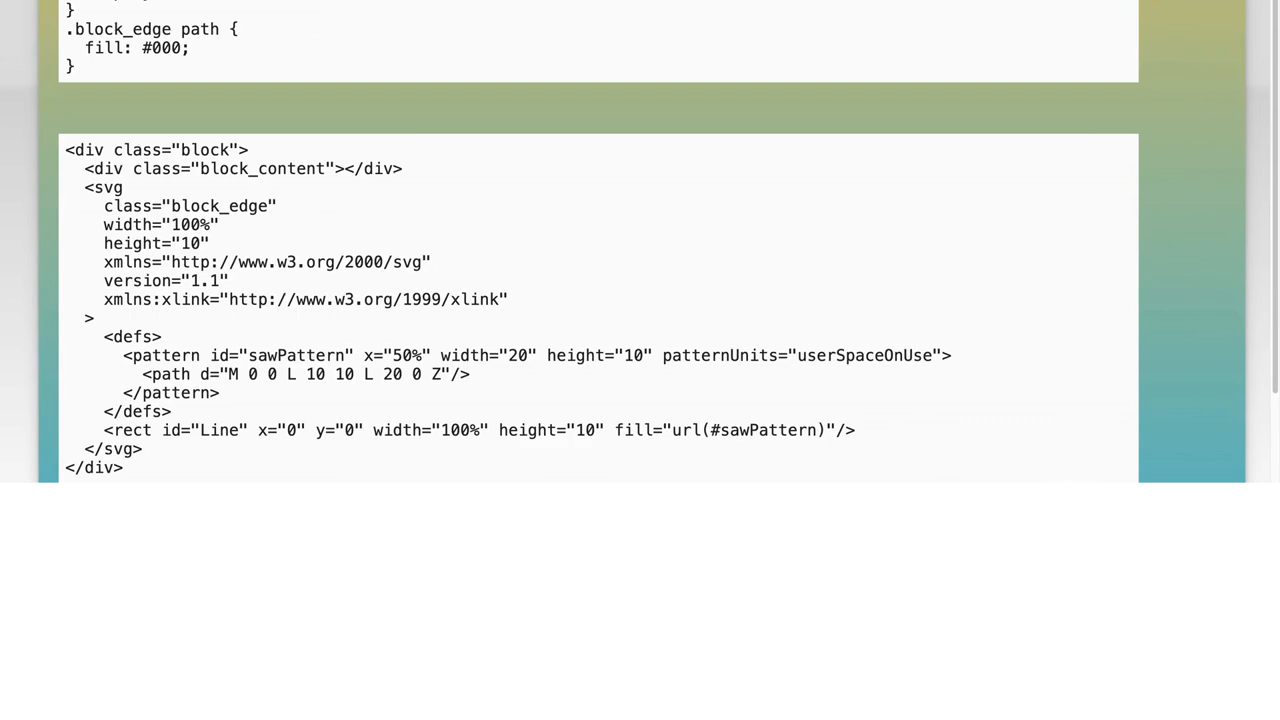 }
.block_edge path {
  fill: #000;
}
<div class="block">
  <div class="block_content"></div>
  <svg
    class="block_edge"
    width="100%"
    height="10"
    xmlns="http://www.w3.org/2000/svg"
    version="1.1"
    xmlns:xlink="http://www.w3.org/1999/xlink"
  >
    <defs>
      <pattern id="sawPattern" x="50%" width="20" height="10" patternUnits="userSpaceOnUse">
        <path d="M 0 0 L 10 10 L 20 0 Z"/>
      </pattern>
    </defs>
    <rect id="Line" x="0" y="0" width="100%" height="10" fill="url(#sawPattern)"/>
  </svg>
</div>